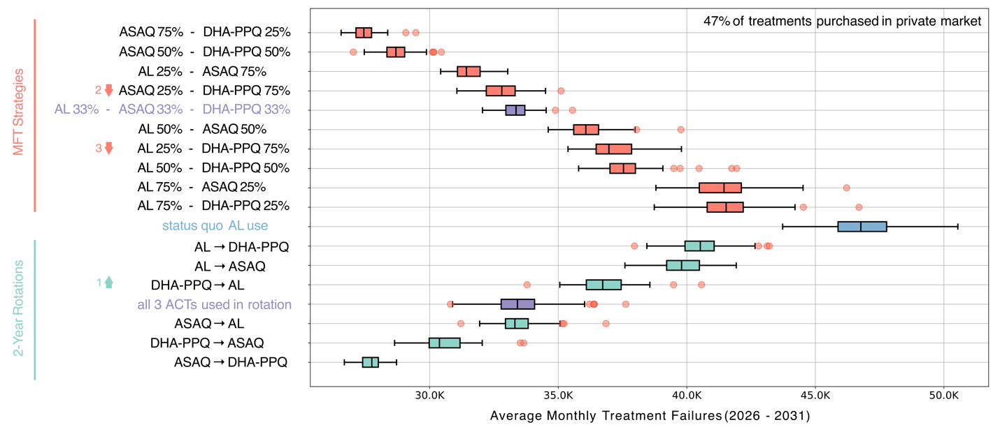 47% of treatments purchased in private market
MFT Strategies
ASAQ 75% - DHA-PPQ 25%
ASAQ 50% - DHA-PPQ 50%
AL 25% - ASAQ 75%
2 ASAQ 25% - DHA-PPQ 75%
AL 33% - ASAQ 33% - DHA-PPQ 33%
AL 50% - ASAQ 50%
3 AL 25% - DHA-PPQ 75%
AL 50% - DHA-PPQ 50%
AL 75% - ASAQ 25%
AL 75% - DHA-PPQ 25%
status quo AL use
2-Year Rotations
AL → DHA-PPQ
AL → ASAQ
1 DHA-PPQ → AL
all 3 ACTs used in rotation
ASAQ → AL
DHA-PPQ → ASAQ
ASAQ → DHA-PPQ
30.0K 35.0K 40.0K 45.0K 50.0K
Average Monthly Treatment Failures (2026 - 2031)